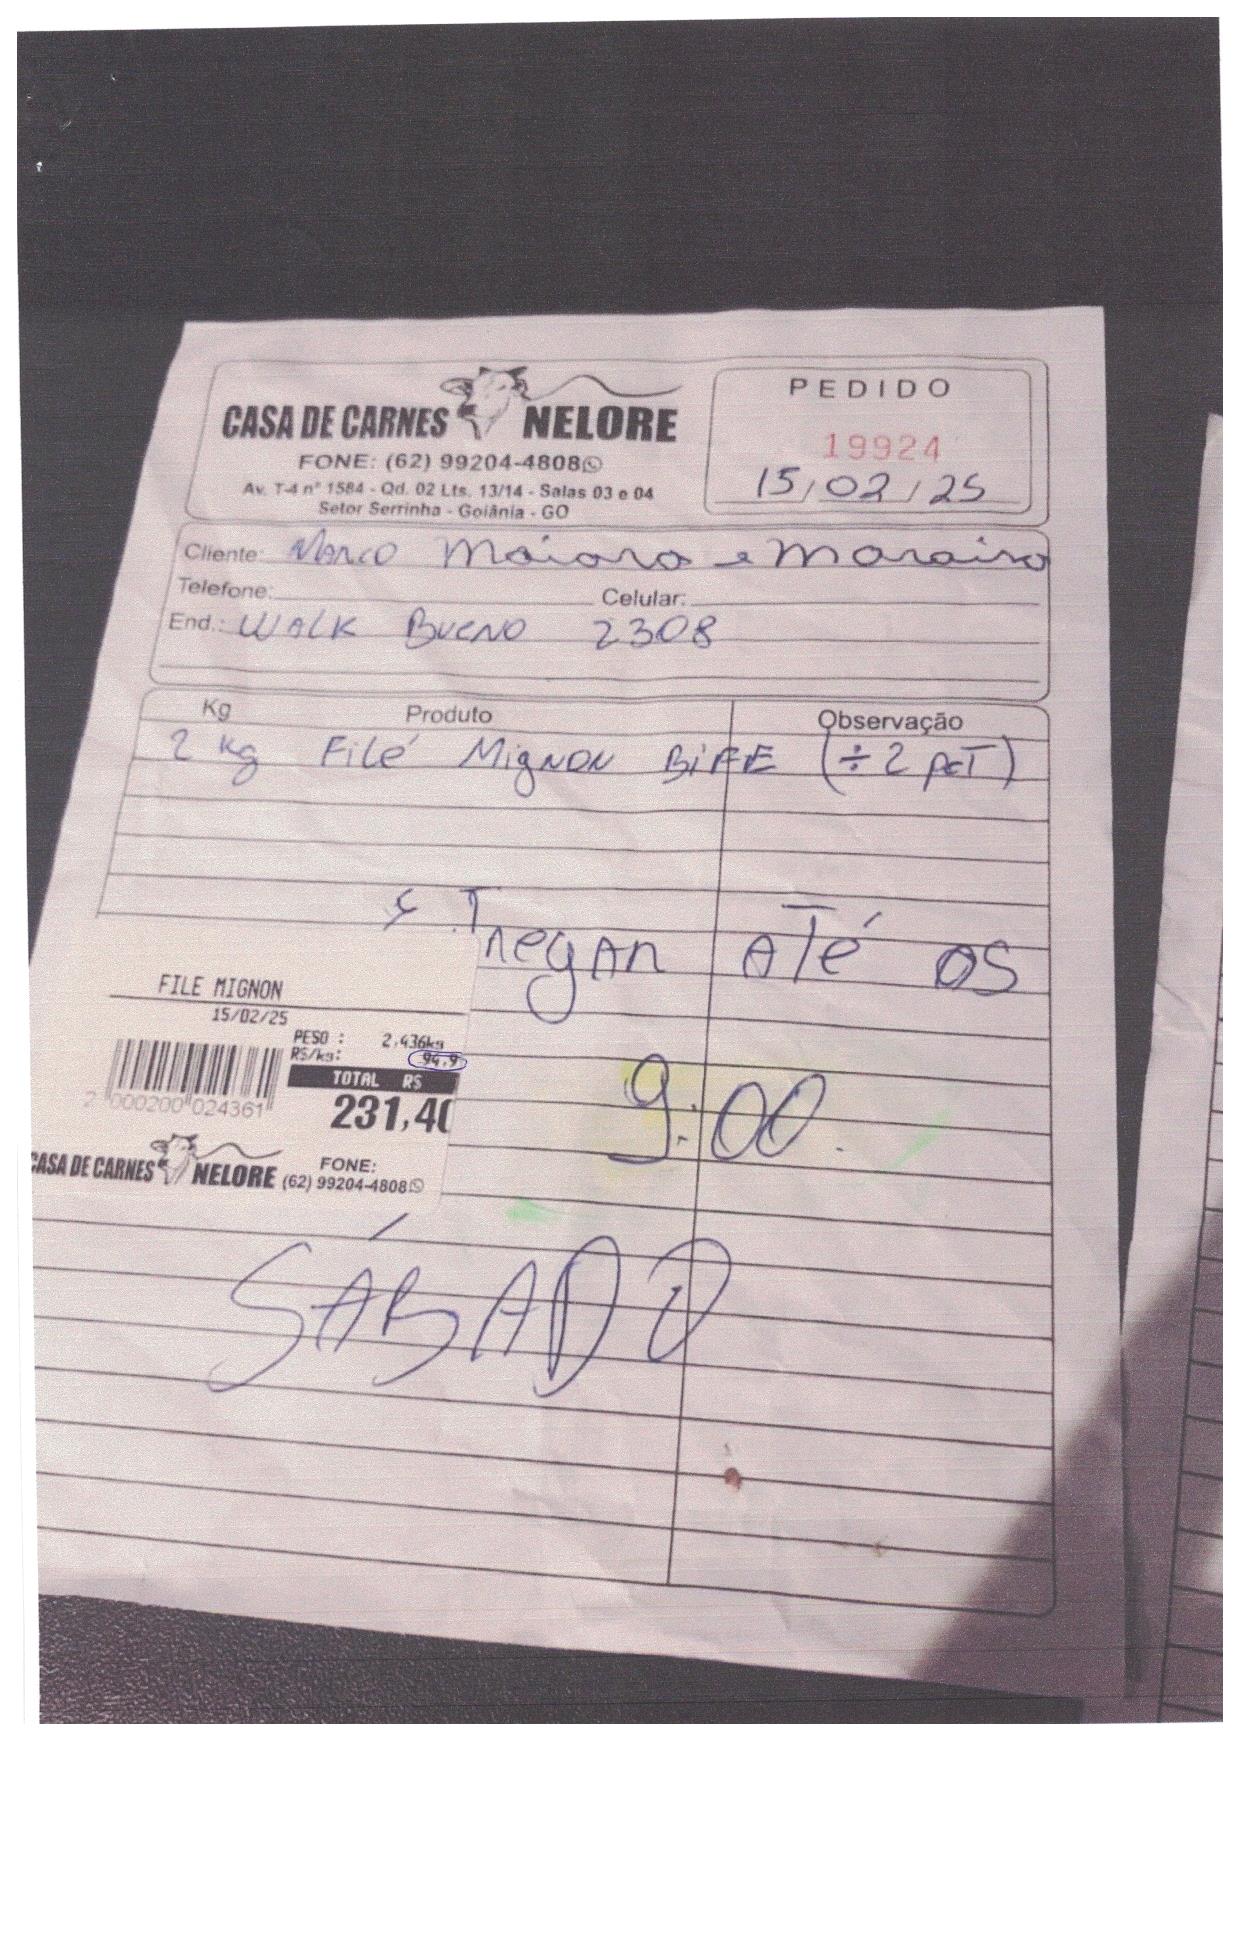 CASA DE CARNES NELORE
FONE: (62) 99204-4808
Av. T-4 nº 1584 - Qd. 02 Lts. 13/14 - Salas 03 e 04
Setor Serrinha - Goiânia - GO
PEDIDO
19924
15/02/25
Cliente: Marco
Telefone: Celular:
End.: WALK BUENO 2308
Kg Produto Observação
2 Kg Filé Mignon BIFE (÷ 2 pcT)
ATÉ OS
9:00.
FILE MIGNON
15/02/25
PESO : 2,436kg
R$/kg: 94,9
TOTAL R$
231,40
2 000200 024361
CASA DE CARNES NELORE
FONE:
(62) 99204-4808
SÁBADO